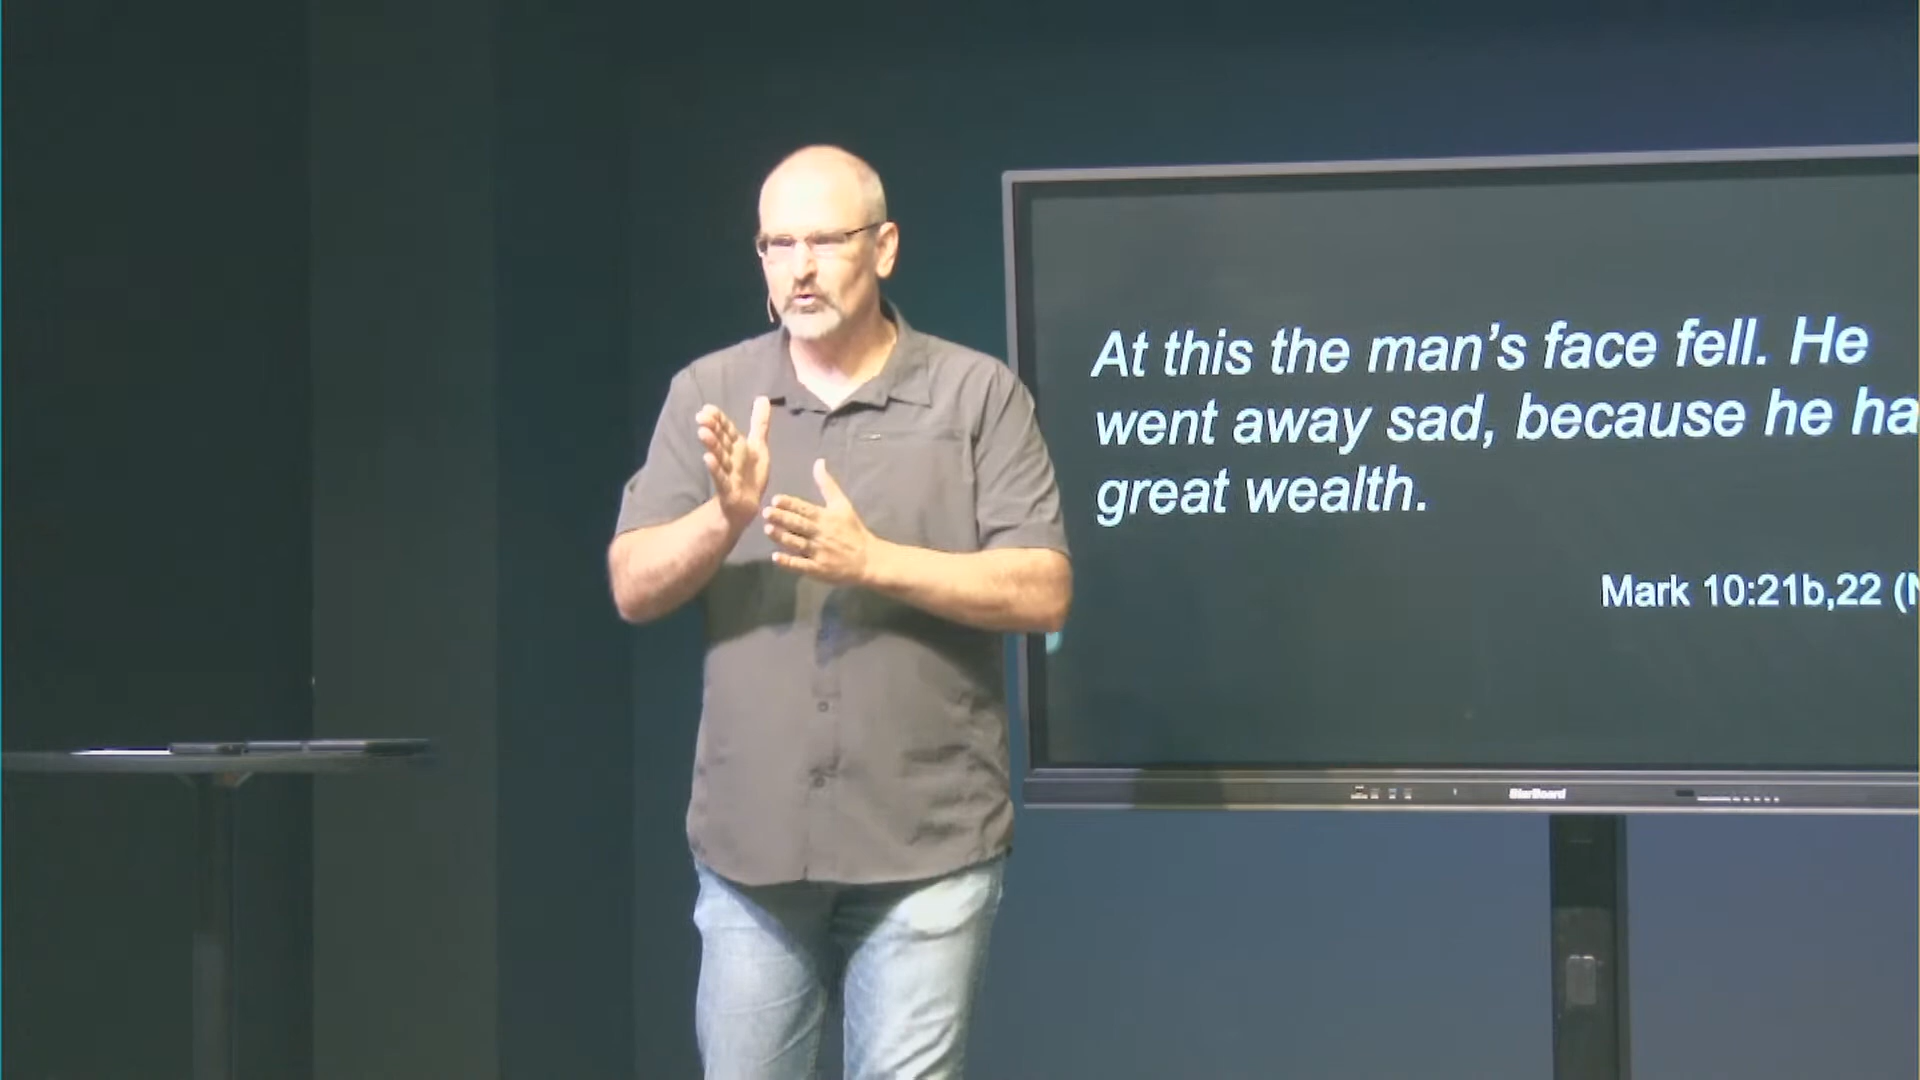 At this the man’s face fell. He
went away sad, because he ha
great wealth.
Mark 10:21b,22 (N
StarBoard